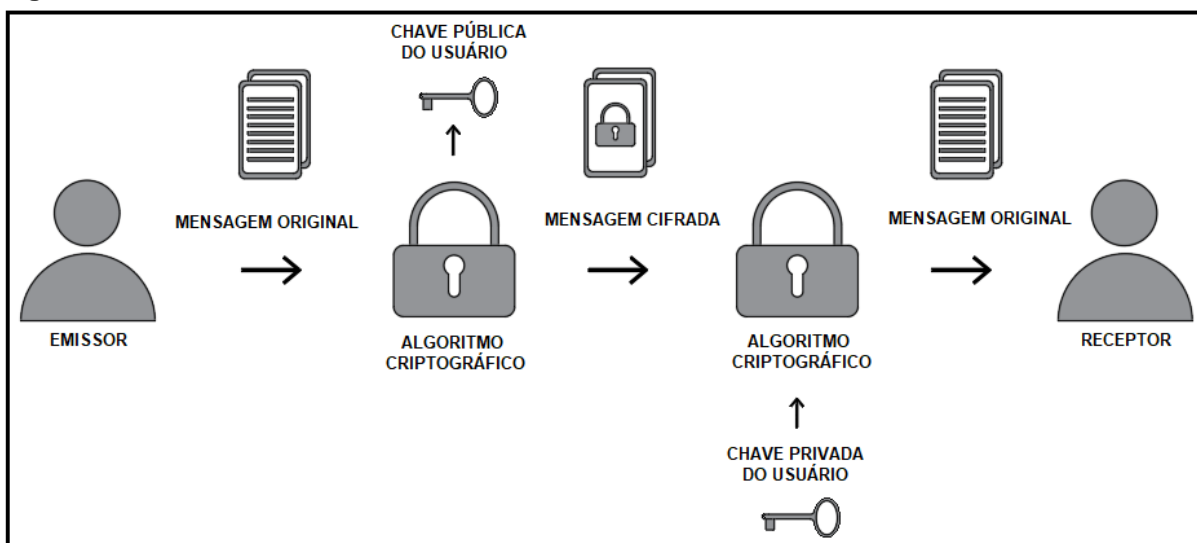 CHAVE PÚBLICA
DO USUÁRIO
MENSAGEM ORIGINAL
MENSAGEM CIFRADA
MENSAGEM ORIGINAL
EMISSOR
ALGORITMO
CRIPTOGRÁFICO
ALGORITMO
CRIPTOGRÁFICO
RECEPTOR
CHAVE PRIVADA
DO USUÁRIO